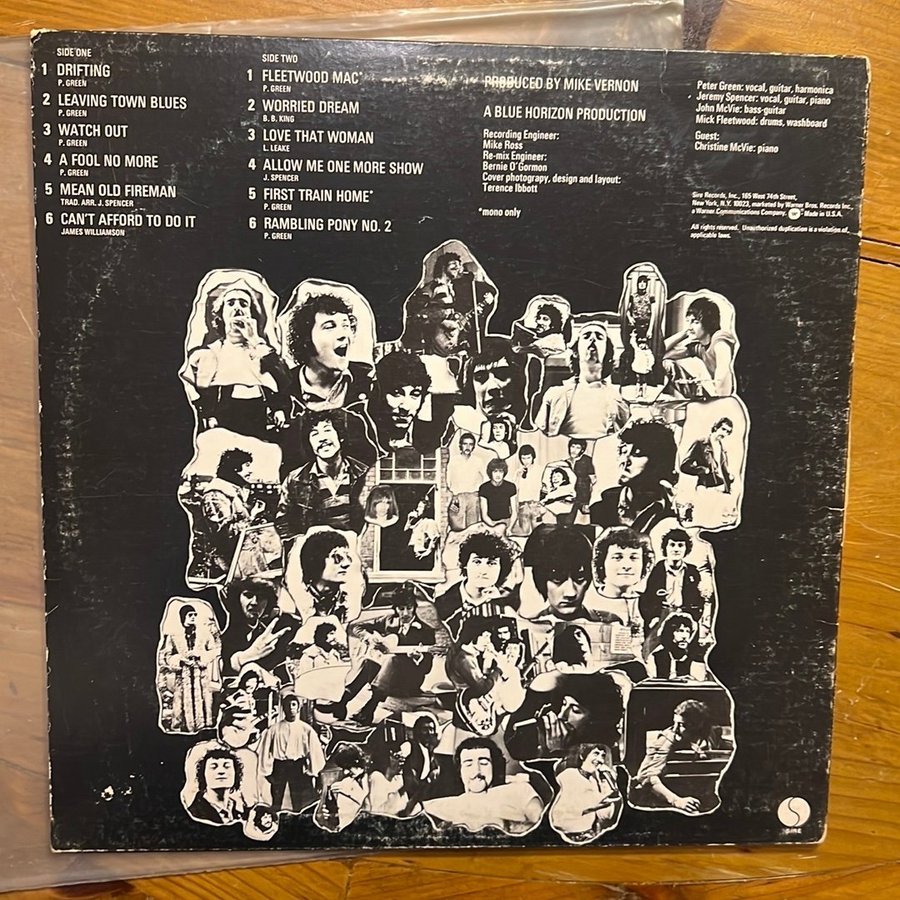 SIDE ONE
1 DRIFTING
P. GREEN
2 LEAVING TOWN BLUES
P. GREEN
3 WATCH OUT
P. GREEN
4 A FOOL NO MORE
P. GREEN
5 MEAN OLD FIREMAN
TRAD. ARR. J. SPENCER
6 CAN'T AFFORD TO DO IT
JAMES WILLIAMSON
SIDE TWO
1 FLEETWOOD MAC*
P. GREEN
2 WORRIED DREAM
B. B. KING
3 LOVE THAT WOMAN
L. LEAKE
4 ALLOW ME ONE MORE SHOW
J. SPENCER
5 FIRST TRAIN HOME*
P. GREEN
6 RAMBLING PONY NO. 2
P. GREEN
PRODUCED BY MIKE VERNON
A BLUE HORIZON PRODUCTION
Recording Engineer:
Mike Ross
Re-mix Engineer:
Bernie O'Gormon
Cover photograpy, design and layout:
Terence Ibbott
*mono only
Peter Green: vocal, guitar, harmonica
Jeremy Spencer: vocal, guitar, piano
John McVie: bass-guitar
Mick Fleetwood: drums, washboard
Guest:
Christine McVie: piano
Sire Records, Inc., 165 West 74th Street,
New York, N.Y. 10023, marketed by Warner Bros. Records Inc.,
a Warner Communications Company. Made in U.S.A.
All rights reserved. Unauthorized duplication is a violation of
applicable laws.
SIRE